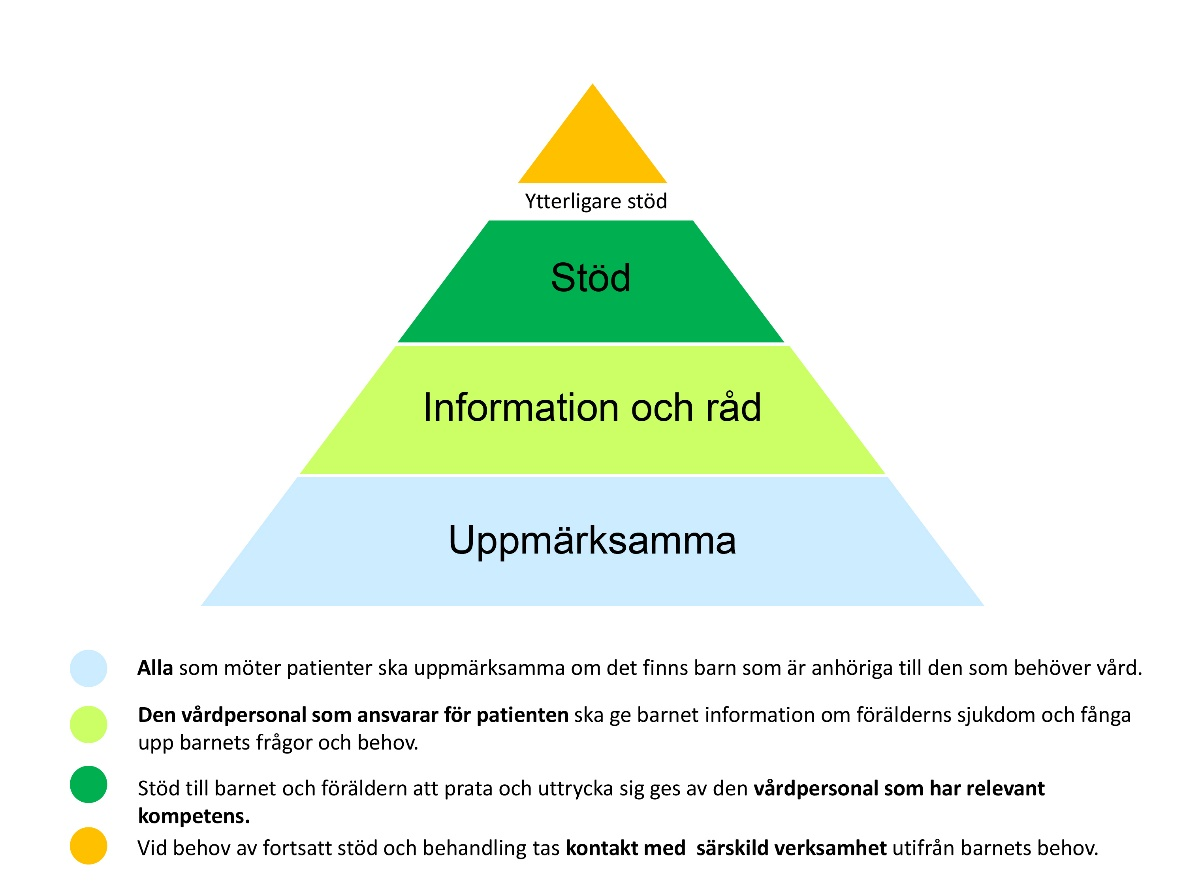 Ytterligare stöd
Stöd
Information och råd
Uppmärksamma
Alla som möter patienter ska uppmärksamma om det finns barn som är anhöriga till den som behöver vård.
Den vårdpersonal som ansvarar för patienten ska ge barnet information om förälderns sjukdom och fånga
upp barnets frågor och behov.
Stöd till barnet och föräldern att prata och uttrycka sig ges av den vårdpersonal som har relevant
kompetens.
Vid behov av fortsatt stöd och behandling tas kontakt med  särskild verksamhet utifrån barnets behov.